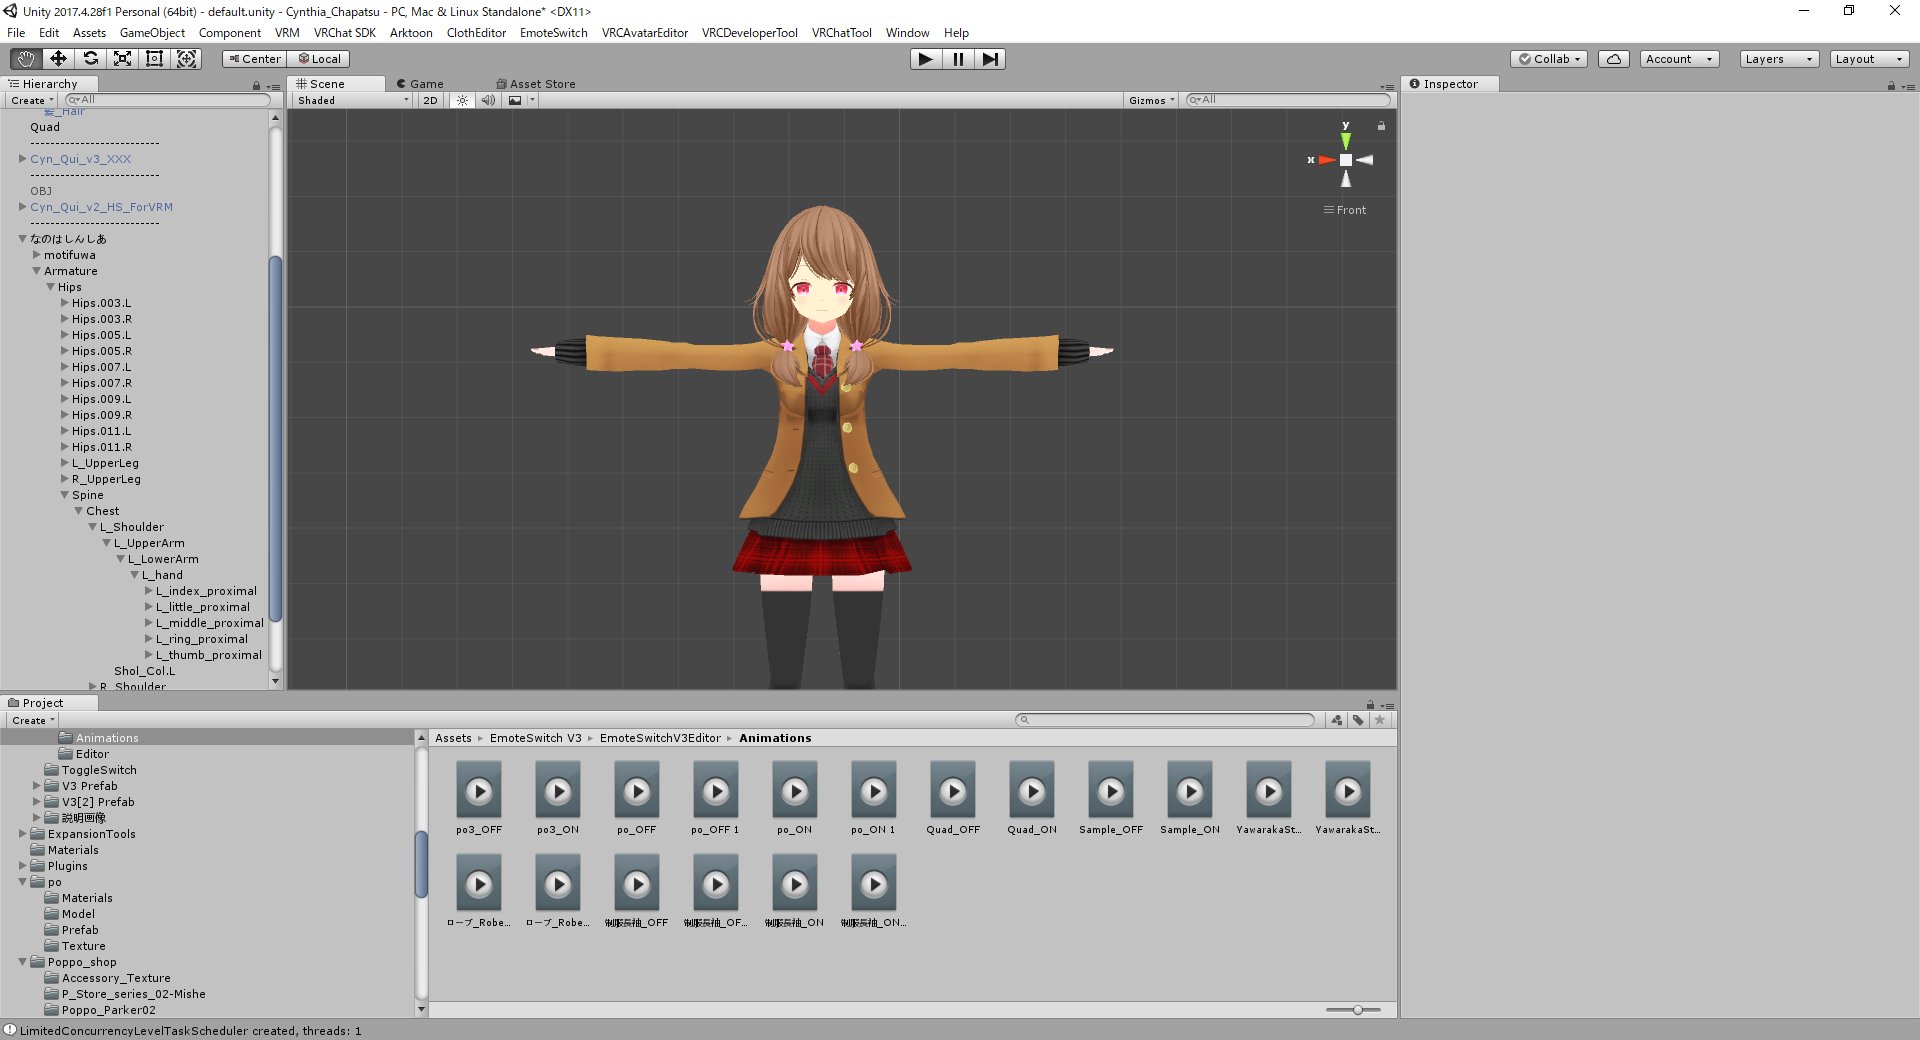 Unity 2017.4.28f1 Personal (64bit) - default.unity - Cynthia_Chapatsu - PC, Mac & Linux Standalone* <DX11>
File Edit Assets GameObject Component VRM VRChat SDK Arktoon ClothEditor EmoteSwitch VRCAvatarEditor VRCDeveloperTool VRChatTool Window Help
Center Local Collab Account Layers Layout
Hierarchy
Create All
髪_Hair
Quad
---------------------------
Cyn_Qui_v3_XXX
---------------------------
OBJ
Cyn_Qui_v2_HS_ForVRM
---------------------------
なのはしんしあ
motifuwa
Armature
Hips
Hips.003.L
Hips.003.R
Hips.005.L
Hips.005.R
Hips.007.L
Hips.007.R
Hips.009.L
Hips.009.R
Hips.011.L
Hips.011.R
L_UpperLeg
R_UpperLeg
Spine
Chest
L_Shoulder
L_UpperArm
L_LowerArm
L_hand
L_index_proximal
L_little_proximal
L_middle_proximal
L_ring_proximal
L_thumb_proximal
Shol_Col.L
R_Shoulder
Scene Game Asset Store
Shaded 2D Gizmos All
y
x
Front
Inspector
Project
Create
Animations
Editor
ToggleSwitch
V3 Prefab
V3[2] Prefab
説明画像
ExpansionTools
Materials
Plugins
po
Materials
Model
Prefab
Texture
Poppo_shop
Accessory_Texture
P_Store_series_02-Mishe
Poppo_Parker02
Assets EmoteSwitch V3 EmoteSwitchV3Editor Animations
po3_OFF po3_ON po_OFF po_OFF 1 po_ON po_ON 1 Quad_OFF Quad_ON Sample_OFF Sample_ON YawarakaSt... YawarakaSt...
ローブ_Robe... ローブ_Robe... 制服長袖_OFF 制服長袖_OF... 制服長袖_ON 制服長袖_ON...
LimitedConcurrencyLevelTaskScheduler created, threads: 1